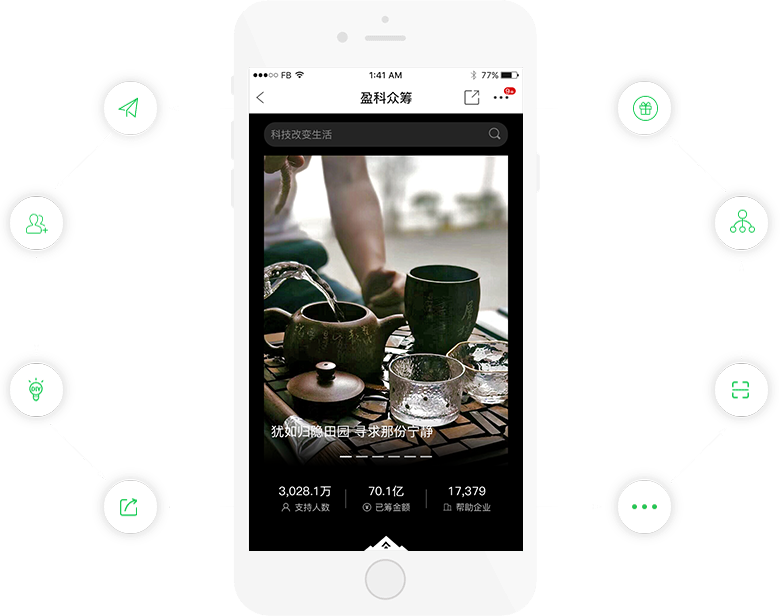 FB 1:41 AM 77%
盈科众筹
9+
科技改变生活
犹如归隐田园 寻求那份宁静
3,028.1万 70.1亿 17,379
支持人数 已筹金额 帮助企业
DIY